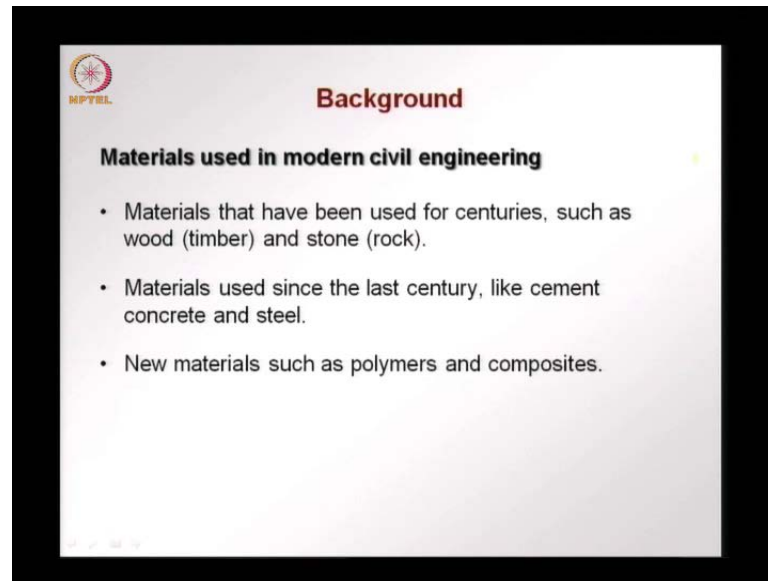 NPTEL
Background
Materials used in modern civil engineering
• Materials that have been used for centuries, such as
wood (timber) and stone (rock).
• Materials used since the last century, like cement
concrete and steel.
• New materials such as polymers and composites.